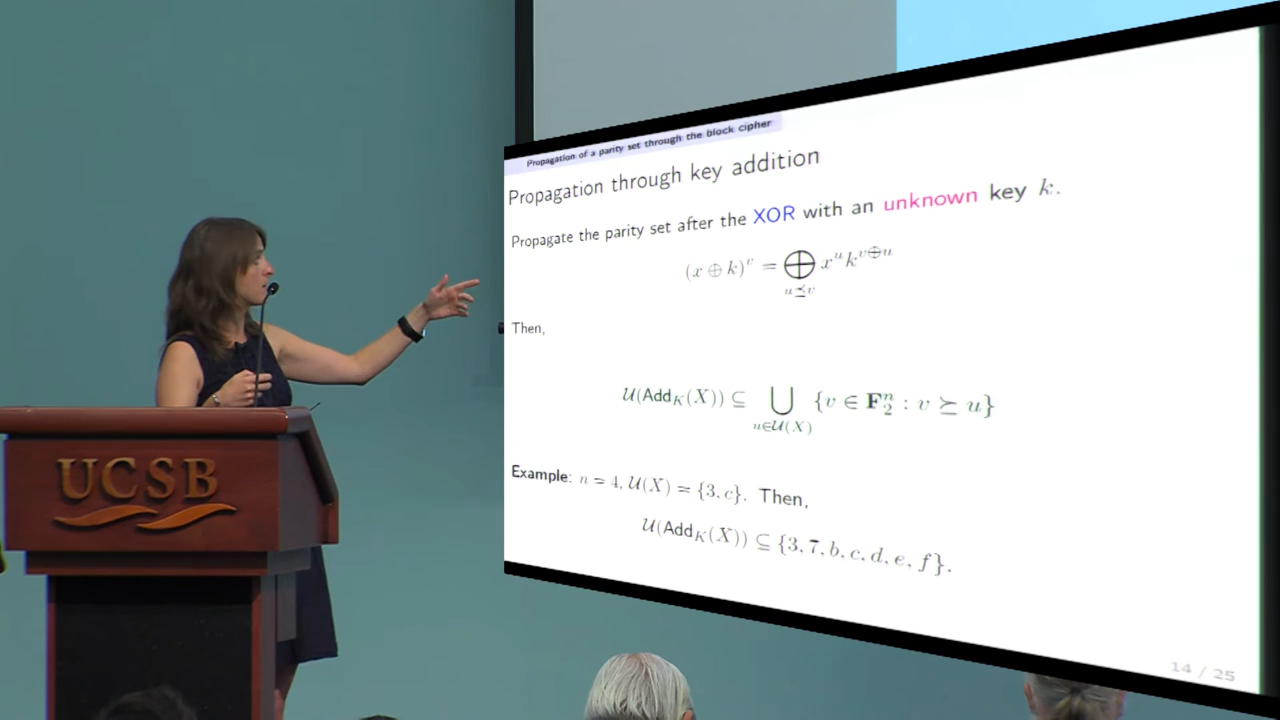 Propagation of a parity set through the block cipher
Propagation through key addition
Propagate the parity set after the XOR with an unknown key k.
(x ⊕ k)^v = ⨁_{u⪯v} x^u k^{v⊕u}
Then,
𝒰(Add_K(X)) ⊆ ⋃_{u∈𝒰(X)} {v ∈ F_2^n : v ⪰ u}
Example: n = 4, 𝒰(X) = {3, c}. Then,
𝒰(Add_K(X)) ⊆ {3, 7, b, c, d, e, f}.
14 / 25
UCSB